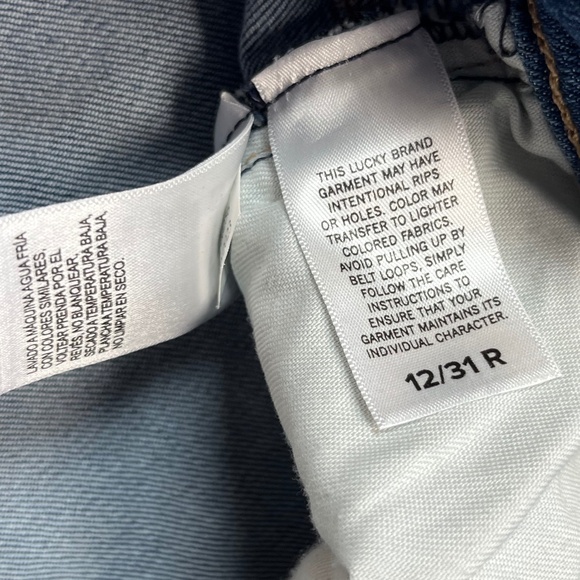 LAVADO A MAQUINA AGUA FRIA
CON COLORES SIMILARES,
VOLTEAR PRENDA POR EL
REVÉS, NO BLANQUEAR,
SECADO A TEMPERATURA BAJA,
PLANCHA A TEMPERATURA BAJA,
NO LIMPAR EN SECO.
THIS LUCKY BRAND
GARMENT MAY HAVE
INTENTIONAL RIPS
OR HOLES. COLOR MAY
TRANSFER TO LIGHTER
COLORED FABRICS.
AVOID PULLING UP BY
BELT LOOPS, SIMPLY
FOLLOW THE CARE
INSTRUCTIONS TO
ENSURE THAT YOUR
GARMENT MAINTAINS ITS
INDIVIDUAL CHARACTER.
12/31 R